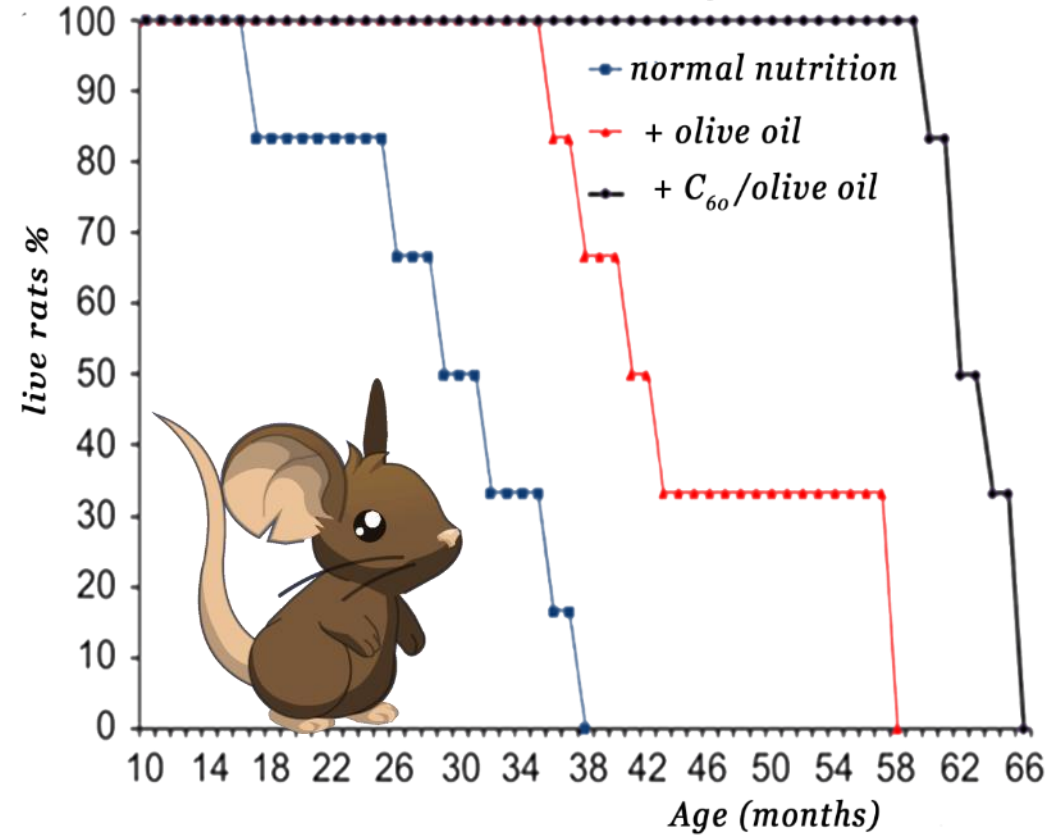 100
90
80
70
60
50
40
30
20
10
0
live rats %
normal nutrition
+ olive oil
+ C₆₀/olive oil
10 14 18 22 26 30 34 38 42 46 50 54 58 62 66
Age (months)